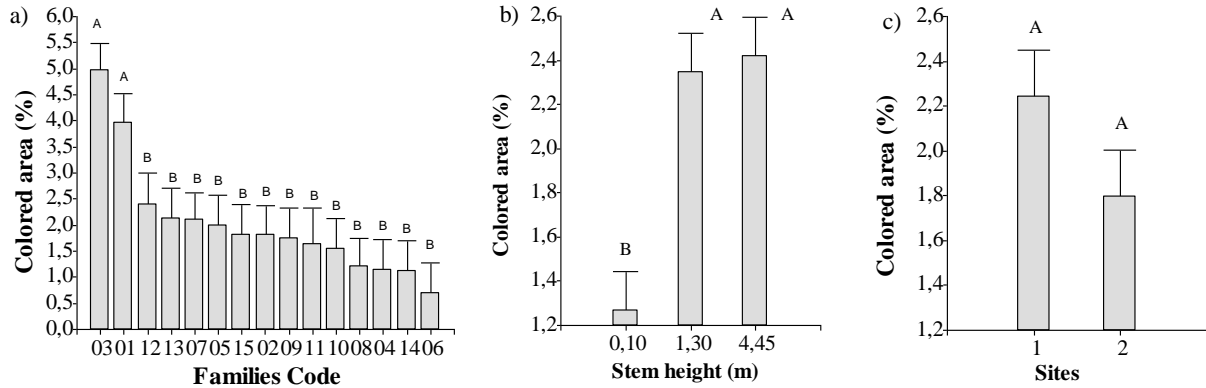 a)
Colored area (%)
6,0
5,5
5,0
4,5
4,0
3,5
3,0
2,5
2,0
1,5
1,0
0,5
0,0
A
A
B
B
B
B
B
B
B
B
B
B
B
B
B
03 01 12 13 07 05 15 02 09 11 10 08 04 14 06
Families Code
b)
Colored area (%)
2,6
2,4
2,2
2,0
1,8
1,6
1,4
1,2
B
A
A
0,10 1,30 4,45
Stem height (m)
c)
Colored area (%)
2,6
2,4
2,2
2,0
1,8
1,6
1,4
1,2
A
A
1 2
Sites